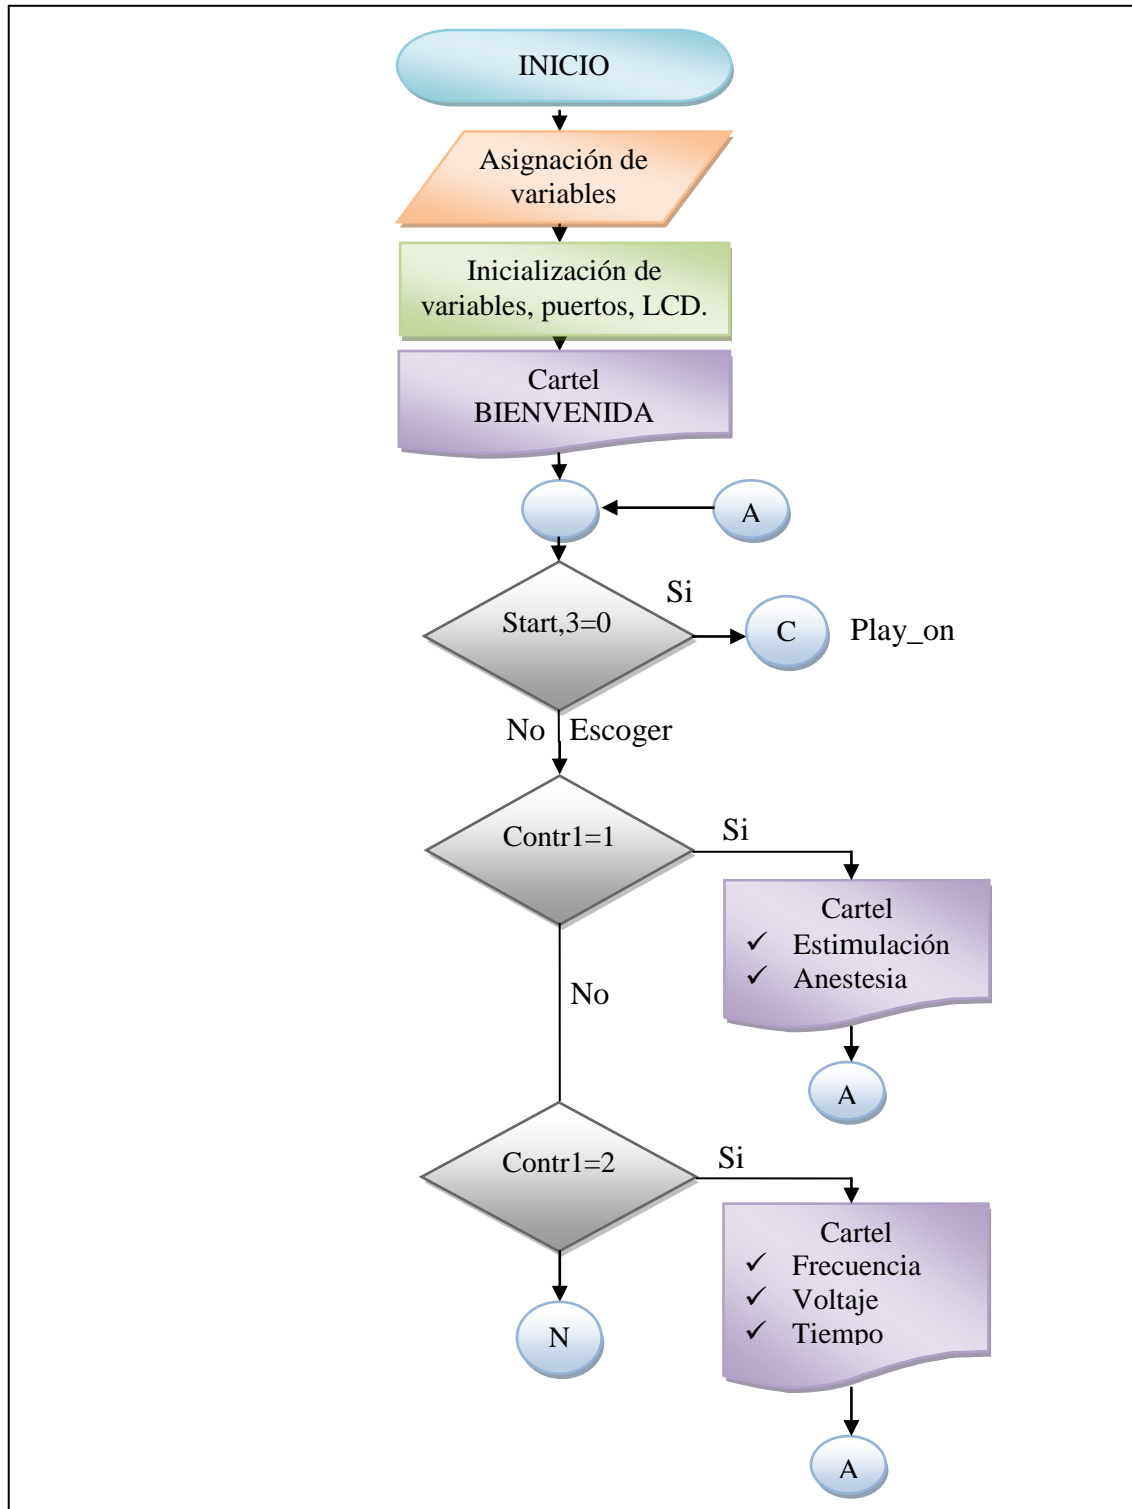 INICIO
Asignación de
variables
Inicialización de
variables, puertos, LCD.
Cartel
BIENVENIDA
A
Start,3=0
Si
C
Play_on
No
Escoger
Contr1=1
Si
Cartel
✓ Estimulación
✓ Anestesia
No
A
Contr1=2
Si
Cartel
✓ Frecuencia
✓ Voltaje
✓ Tiempo
N
A